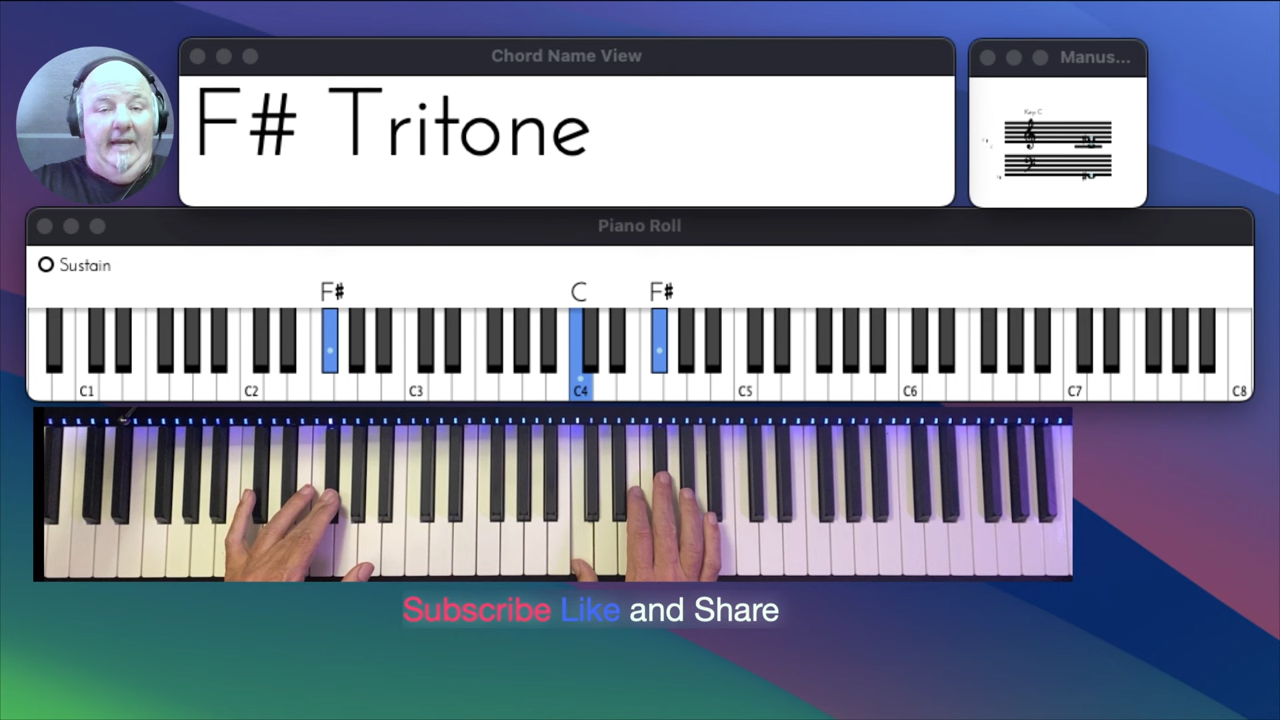 Chord Name View
F# Tritone
Manus...
Key: C
Piano Roll
Sustain
F# C F#
C1 C2 C3 C4 C5 C6 C7 C8
Subscribe Like and Share